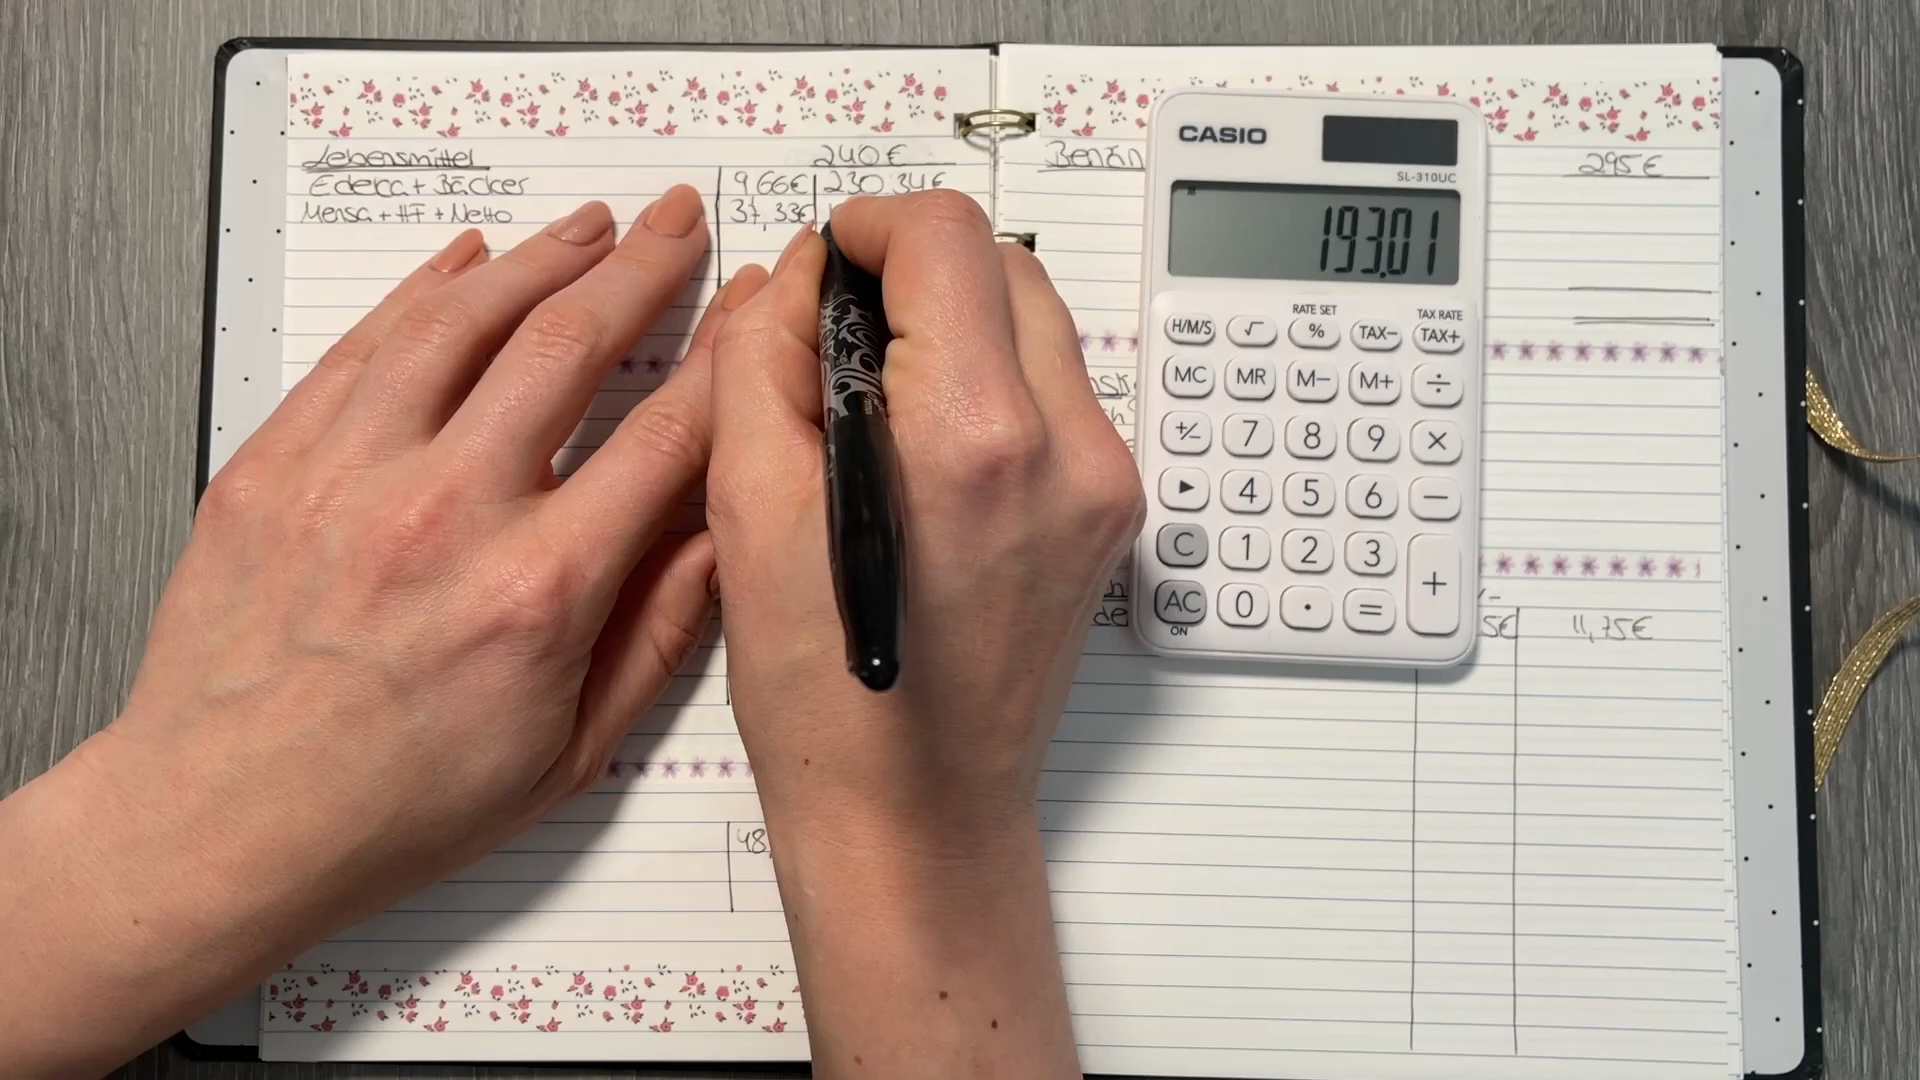 Lebensmittel 240€
Edeka + Bäcker 9,66€ 230,34€
Mensa + HF + Netto 37,33€
48,
Benzin 295€
5€ 11,75€
CASIO
SL-310UC
193.01
RATE SET TAX RATE
H/M/S √ % TAX− TAX+
MC MR M− M+ ÷
+/− 7 8 9 ×
▶ 4 5 6 −
C 1 2 3
AC 0 • = +
ON